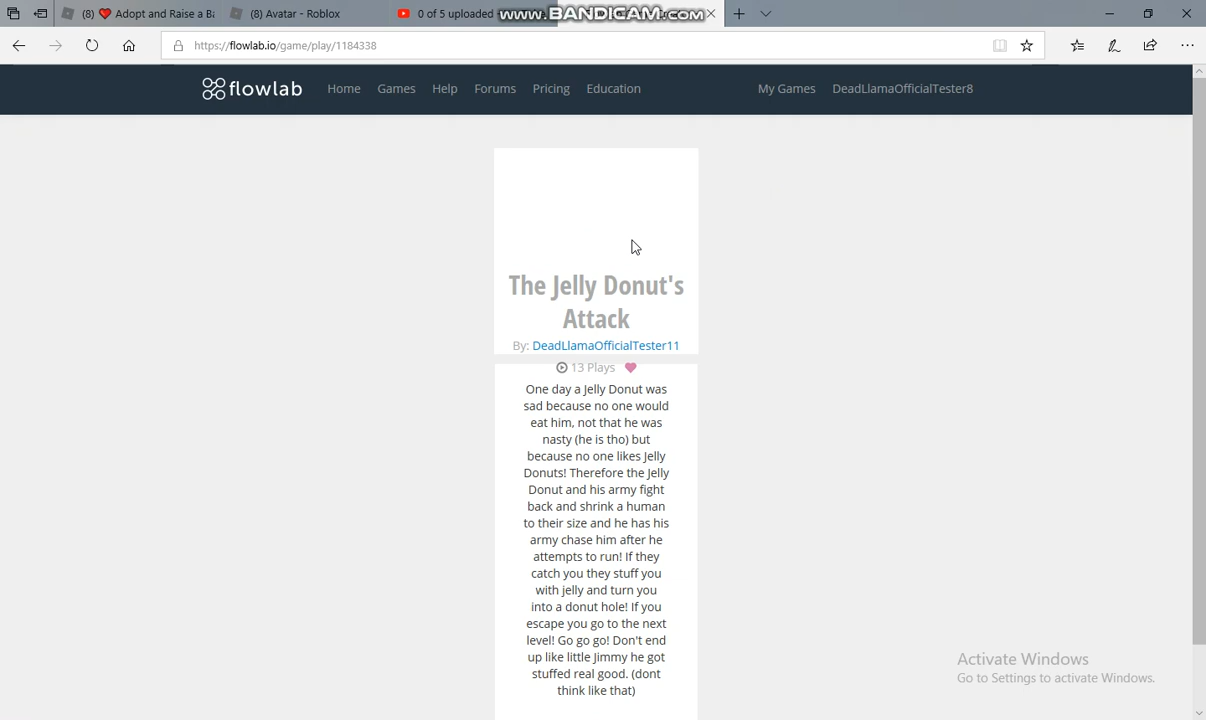 (8) ❤ Adopt and Raise a Ba
(8) Avatar - Roblox
0 of 5 uploaded
www.BANDICAM.com
https://flowlab.io/game/play/1184338
flowlab
Home
Games
Help
Forums
Pricing
Education
My Games
DeadLlamaOfficialTester8
The Jelly Donut's
Attack
By: DeadLlamaOfficialTester11
13 Plays
One day a Jelly Donut was
sad because no one would
eat him, not that he was
nasty (he is tho) but
because no one likes Jelly
Donuts! Therefore the Jelly
Donut and his army fight
back and shrink a human
to their size and he has his
army chase him after he
attempts to run! If they
catch you they stuff you
with jelly and turn you
into a donut hole! If you
escape you go to the next
level! Go go go! Don't end
up like little Jimmy he got
stuffed real good. (dont
think like that)
Activate Windows
Go to Settings to activate Windows.